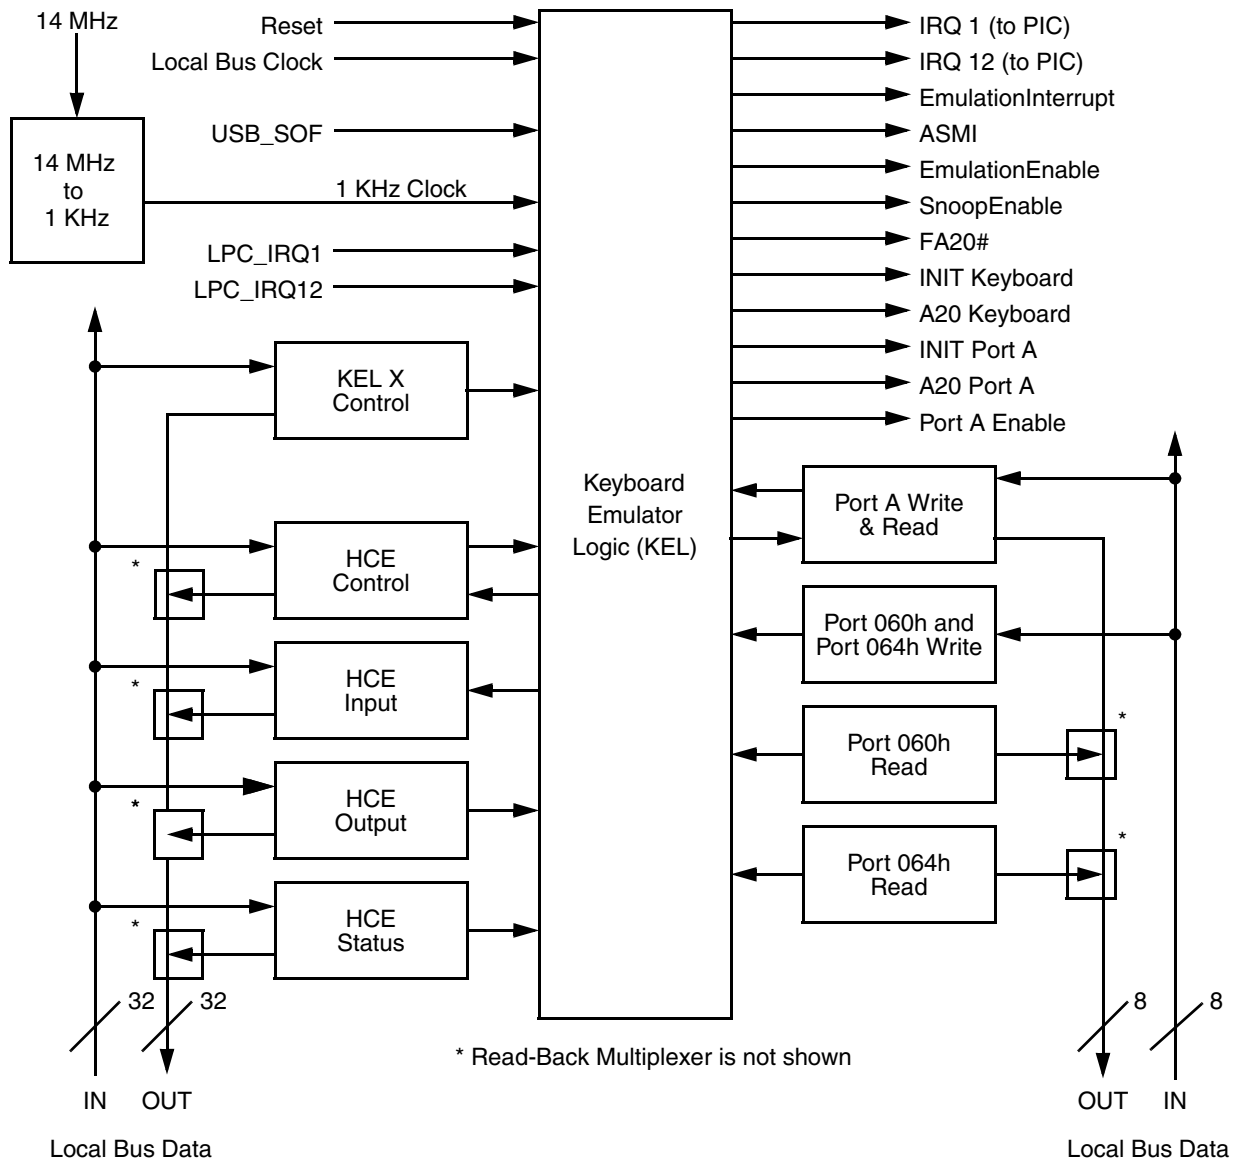 14 MHz
14 MHz
to
1 KHz
Reset
Local Bus Clock
USB_SOF
1 KHz Clock
LPC_IRQ1
LPC_IRQ12
KEL X
Control
*
HCE
Control
*
HCE
Input
*
HCE
Output
*
HCE
Status
32
32
IN
OUT
Local Bus Data
Keyboard
Emulator
Logic (KEL)
IRQ 1 (to PIC)
IRQ 12 (to PIC)
EmulationInterrupt
ASMI
EmulationEnable
SnoopEnable
FA20#
INIT Keyboard
A20 Keyboard
INIT Port A
A20 Port A
Port A Enable
Port A Write
& Read
Port 060h and
Port 064h Write
Port 060h
Read
*
Port 064h
Read
*
8
8
OUT
IN
Local Bus Data
* Read-Back Multiplexer is not shown